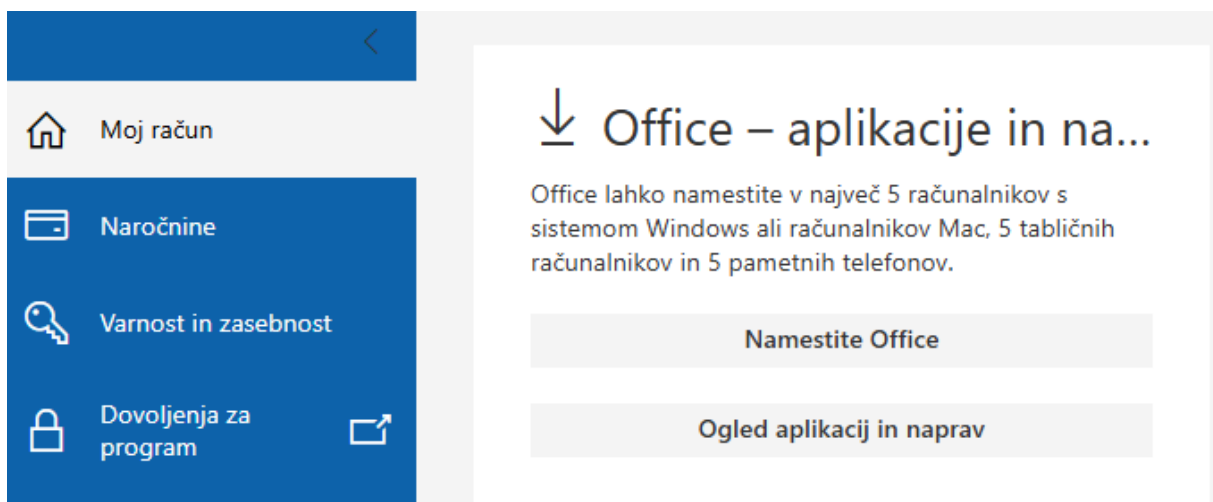 Moj račun
Naročnine
Varnost in zasebnost
Dovoljenja za
program
Office – aplikacije in na...
Office lahko namestite v največ 5 računalnikov s
sistemom Windows ali računalnikov Mac, 5 tabličnih
računalnikov in 5 pametnih telefonov.
Namestite Office
Ogled aplikacij in naprav